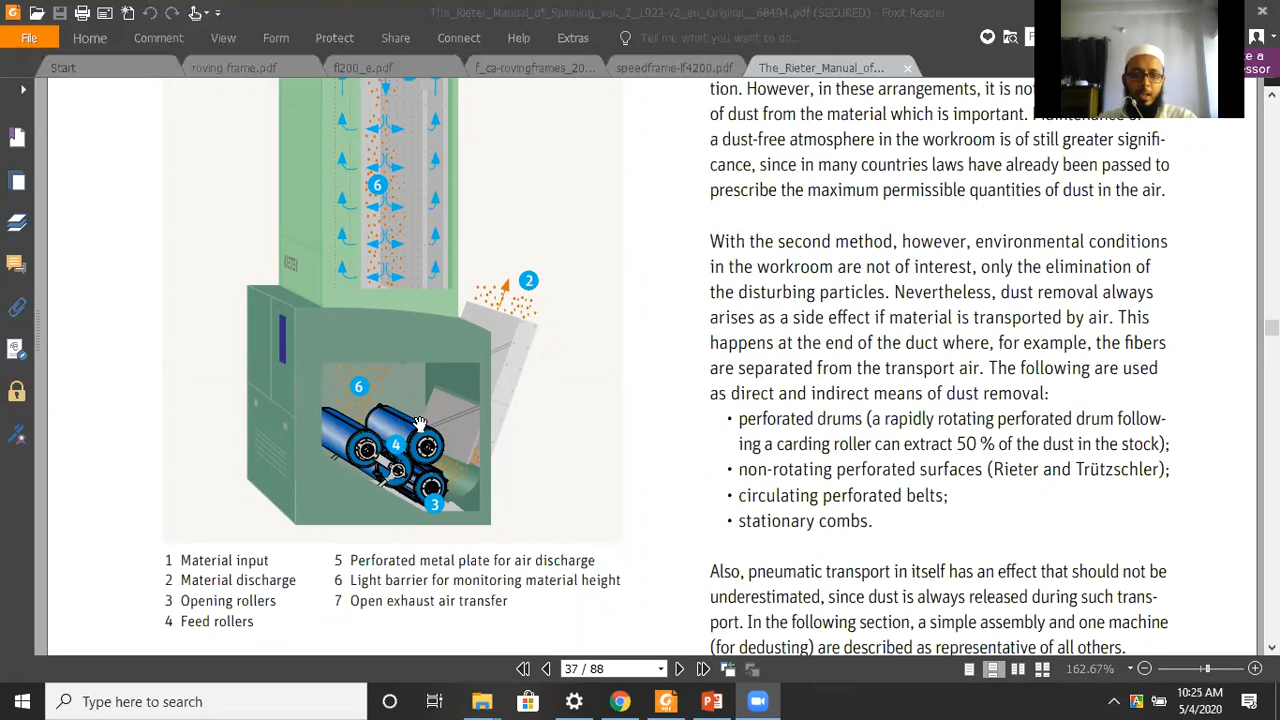 The_Rieter_Manual_of_Spinning_vol._2_1922-v2_en_Original__68494.pdf (SECURED) - Foxit Reader
File
Home
Comment
View
Form
Protect
Share
Connect
Help
Extras
Tell me what you want to do...
Start
roving frame.pdf
fl200_e.pdf
f_ca-rovingframes_20...
speedframe-lf4200.pdf
The_Rieter_Manual_of...
RIETER
6
2
6
4
3
1 Material input
2 Material discharge
3 Opening rollers
4 Feed rollers
5 Perforated metal plate for air discharge
6 Light barrier for monitoring material height
7 Open exhaust air transfer
tion. However, in these arrangements, it is not
of dust from the material which is important.
a dust-free atmosphere in the workroom is of still greater signifi-
cance, since in many countries laws have already been passed to
prescribe the maximum permissible quantities of dust in the air.
With the second method, however, environmental conditions
in the workroom are not of interest, only the elimination of
the disturbing particles. Nevertheless, dust removal always
arises as a side effect if material is transported by air. This
happens at the end of the duct where, for example, the fibers
are separated from the transport air. The following are used
as direct and indirect means of dust removal:
• perforated drums (a rapidly rotating perforated drum follow-
ing a carding roller can extract 50 % of the dust in the stock);
• non-rotating perforated surfaces (Rieter and Trützschler);
• circulating perforated belts;
• stationary combs.
Also, pneumatic transport in itself has an effect that should not be
underestimated, since dust is always released during such trans-
port. In the following section, a simple assembly and one machine
(for dedusting) are described as representative of all others.
37 / 88
162.67%
Type here to search
10:25 AM
5/4/2020